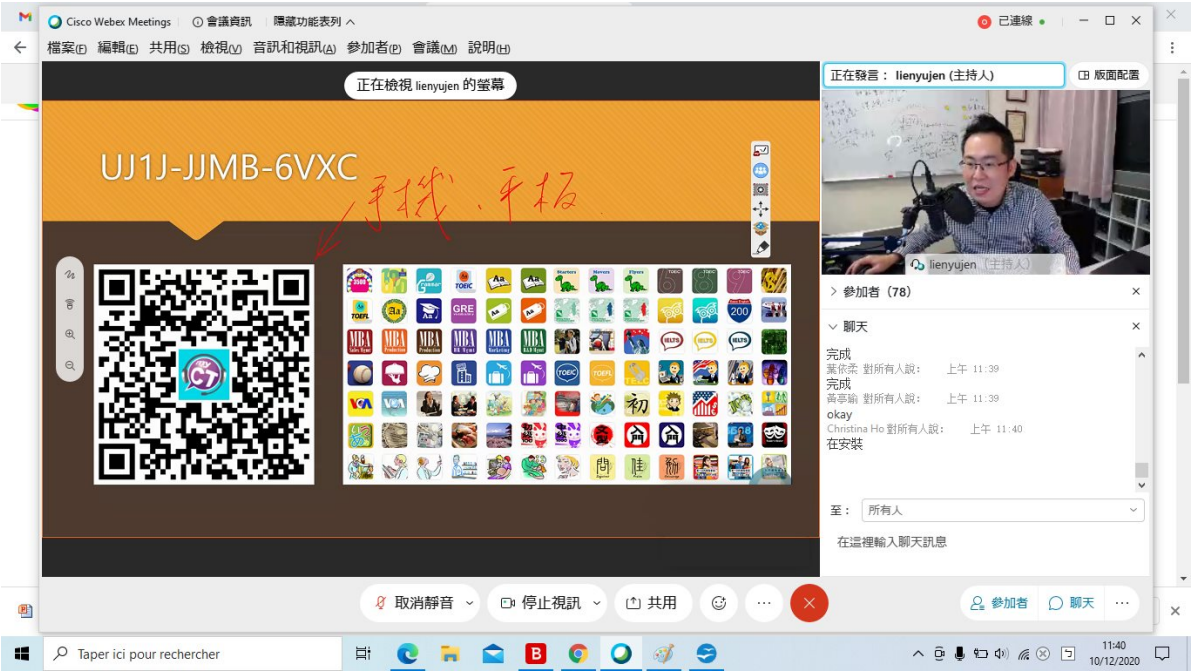 Cisco Webex Meetings
會議資訊
隱藏功能表列
已連線
檔案(F) 編輯(E) 共用(S) 檢視(V) 音訊和視訊(A) 參加者(P) 會議(M) 說明(H)
正在檢視 lienyujen 的螢幕
正在發言： lienyujen (主持人)
版面配置
UJ1J-JJMB-6VXC
手機、平板
lienyujen (主持人)
參加者 (78)
聊天
完成
葉依柔 對所有人說： 上午 11:39
完成
黃亭瑜 對所有人說： 上午 11:39
okay
Christina Ho 對所有人說： 上午 11:40
在安裝
至： 所有人
在這裡輸入聊天訊息
取消靜音
停止視訊
共用
參加者
聊天
Taper ici pour rechercher
11:40
10/12/2020